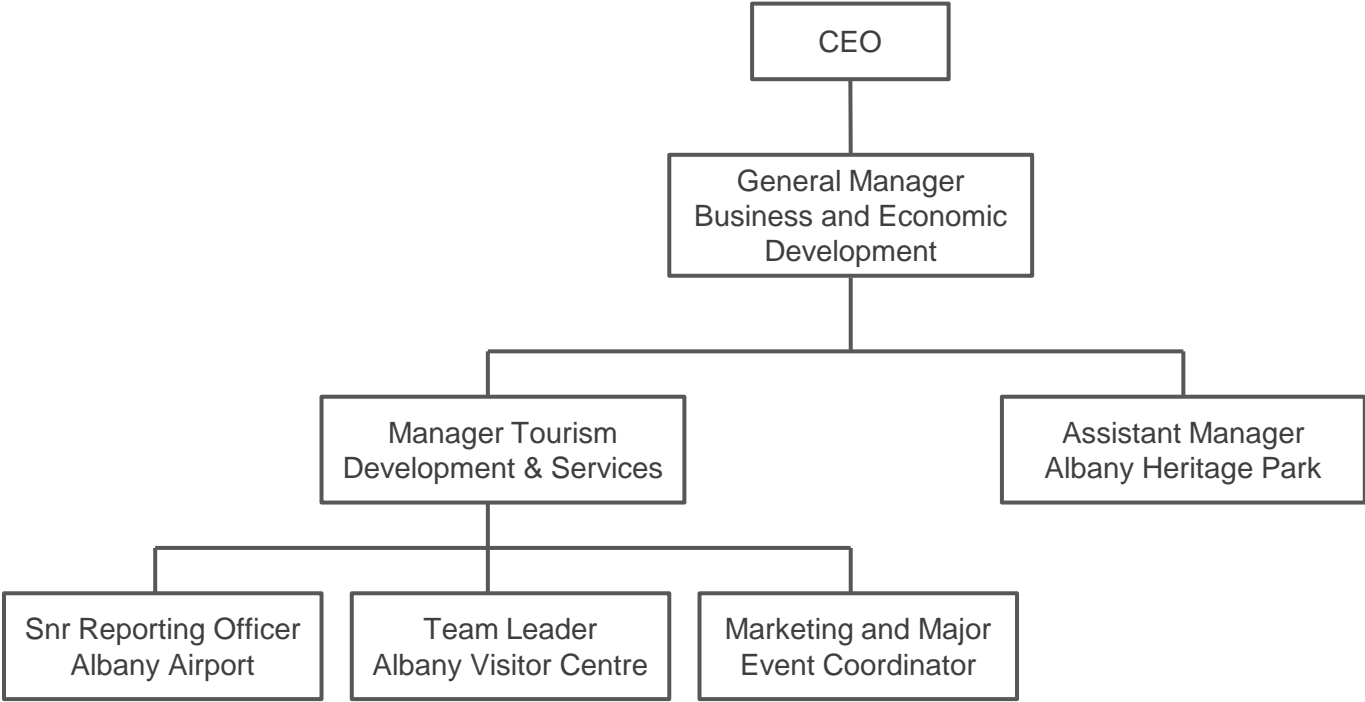 CEO
General Manager
Business and Economic
Development
Manager Tourism
Development & Services
Assistant Manager
Albany Heritage Park
Snr Reporting Officer
Albany Airport
Team Leader
Albany Visitor Centre
Marketing and Major
Event Coordinator